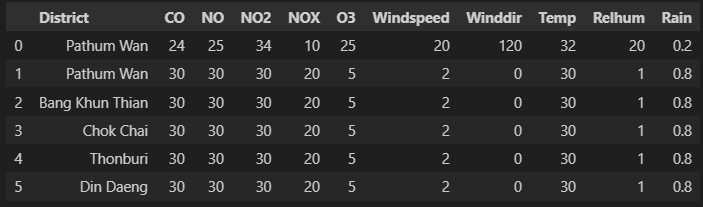 District CO NO NO2 NOX O3 Windspeed Winddir Temp Relhum Rain
0 Pathum Wan 24 25 34 10 25 20 120 32 20 0.2
1 Pathum Wan 30 30 30 20 5 2 0 30 1 0.8
2 Bang Khun Thian 30 30 30 20 5 2 0 30 1 0.8
3 Chok Chai 30 30 30 20 5 2 0 30 1 0.8
4 Thonburi 30 30 30 20 5 2 0 30 1 0.8
5 Din Daeng 30 30 30 20 5 2 0 30 1 0.8